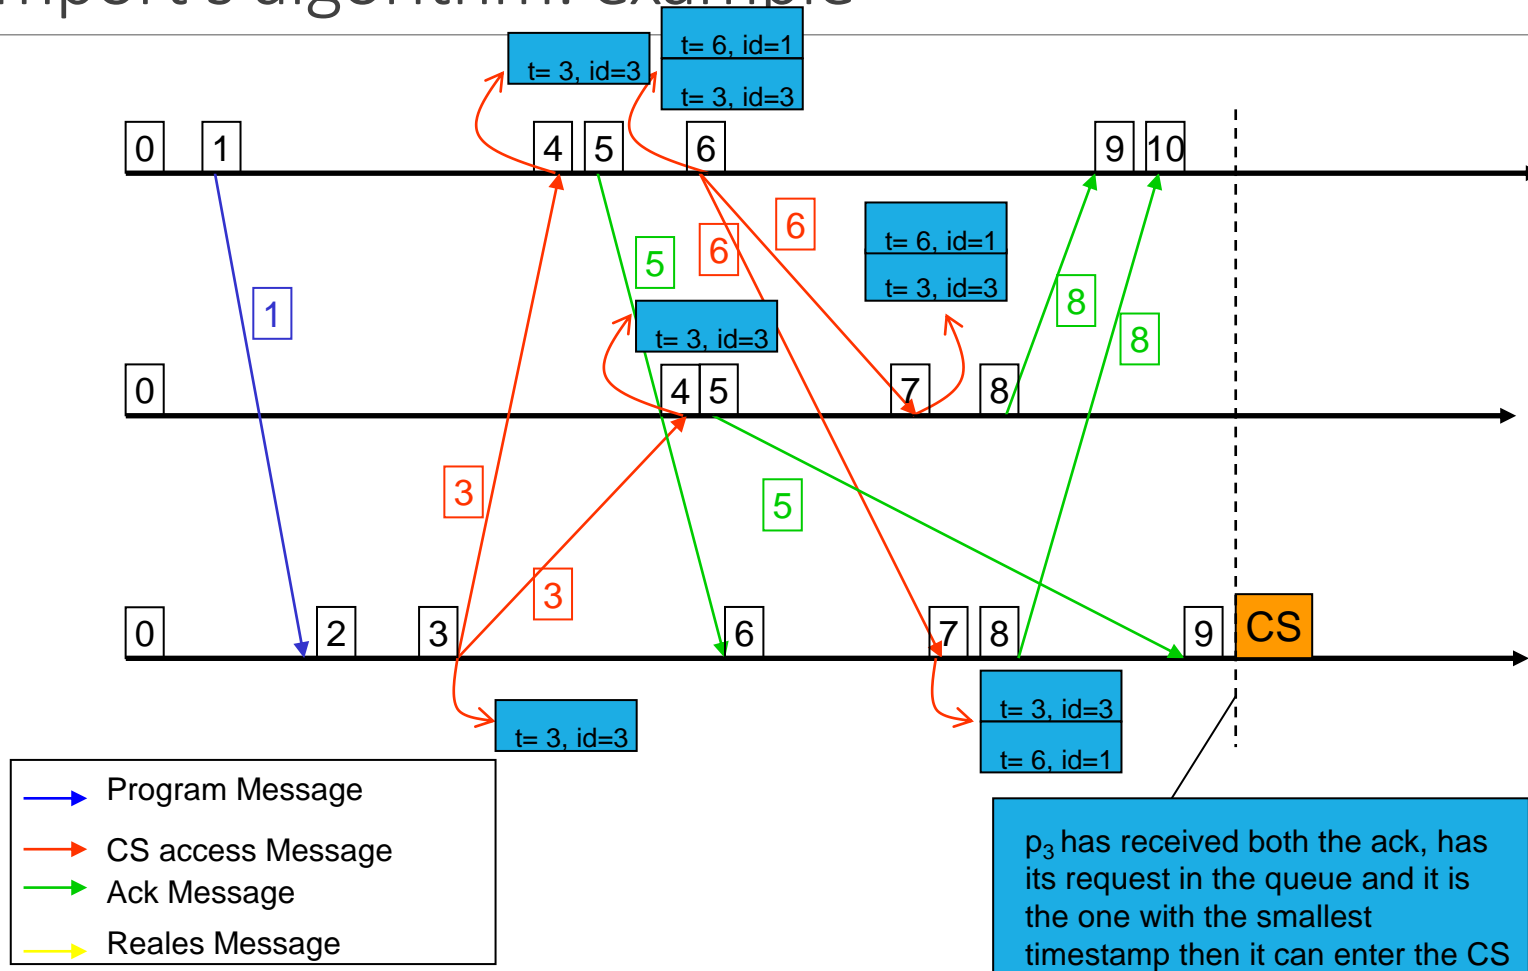 mport's algorithm: example
t= 3, id=3
t= 6, id=1
t= 3, id=3
0 1 4 5 6 9 10
6
6
5
t= 6, id=1
t= 3, id=3
1
8
8
t= 3, id=3
0 4 5 7 8
3
5
3
0 2 3 6 7 8 9 CS
t= 3, id=3
t= 3, id=3
t= 6, id=1
Program Message
CS access Message
Ack Message
Reales Message
p3 has received both the ack, has
its request in the queue and it is
the one with the smallest
timestamp then it can enter the CS